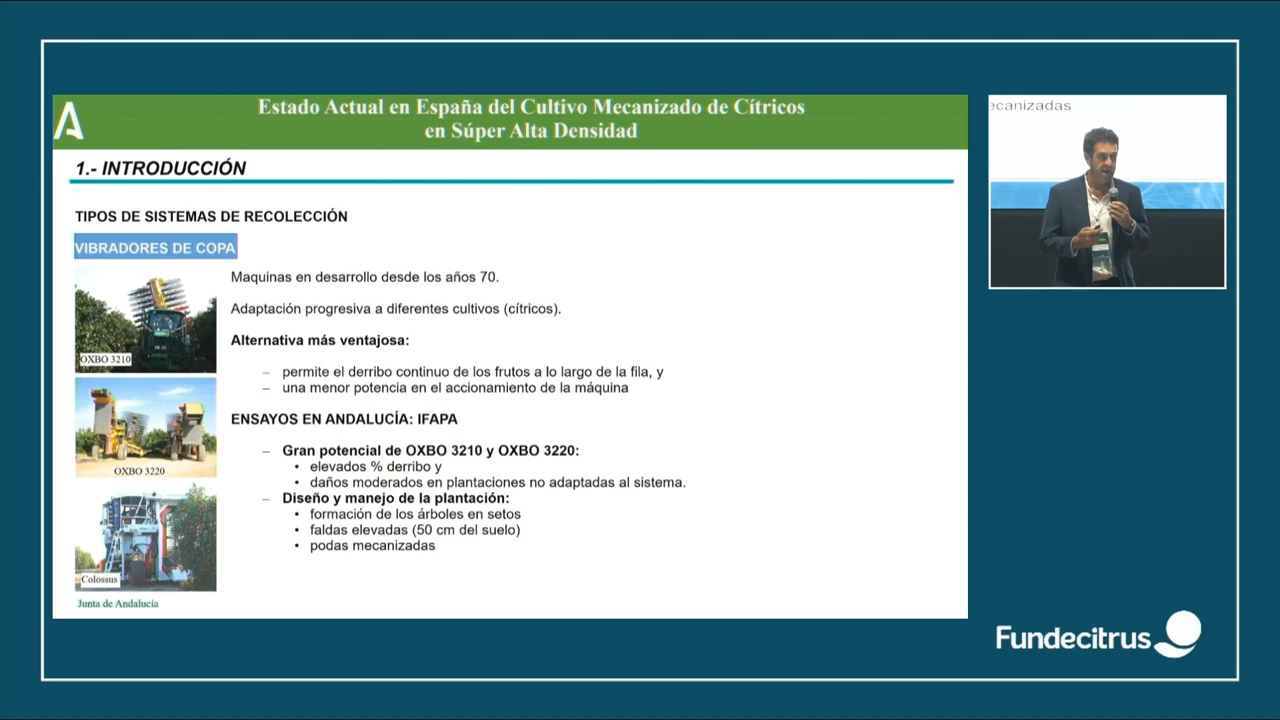 Estado Actual en España del Cultivo Mecanizado de Cítricos
en Súper Alta Densidad
1.- INTRODUCCIÓN
TIPOS DE SISTEMAS DE RECOLECCIÓN
VIBRADORES DE COPA
Maquinas en desarrollo desde los años 70.
Adaptación progresiva a diferentes cultivos (cítricos).
Alternativa más ventajosa:
– permite el derribo continuo de los frutos a lo largo de la fila, y
– una menor potencia en el accionamiento de la máquina
ENSAYOS EN ANDALUCÍA: IFAPA
– Gran potencial de OXBO 3210 y OXBO 3220:
• elevados % derribo y
• daños moderados en plantaciones no adaptadas al sistema.
– Diseño y manejo de la plantación:
• formación de los árboles en setos
• faldas elevadas (50 cm del suelo)
• podas mecanizadas
OXBO 3210
OXBO 3220
Colossus
Junta de Andalucía
ecanizadas
Fundecitrus